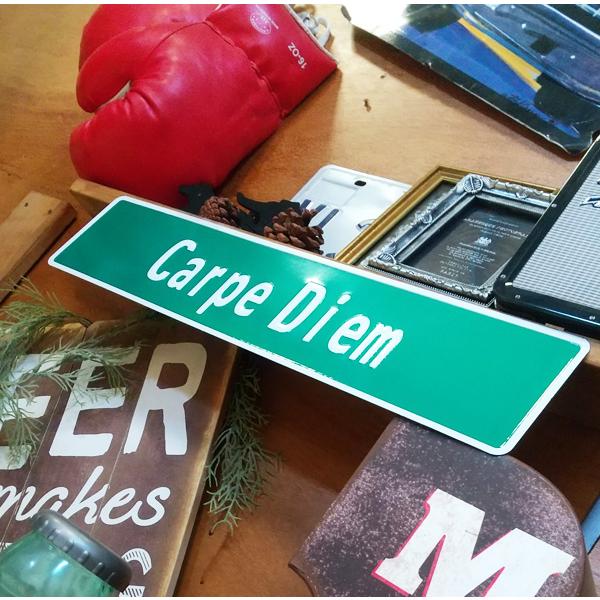 16-OZ
Carpe Diem
EER
makes
M